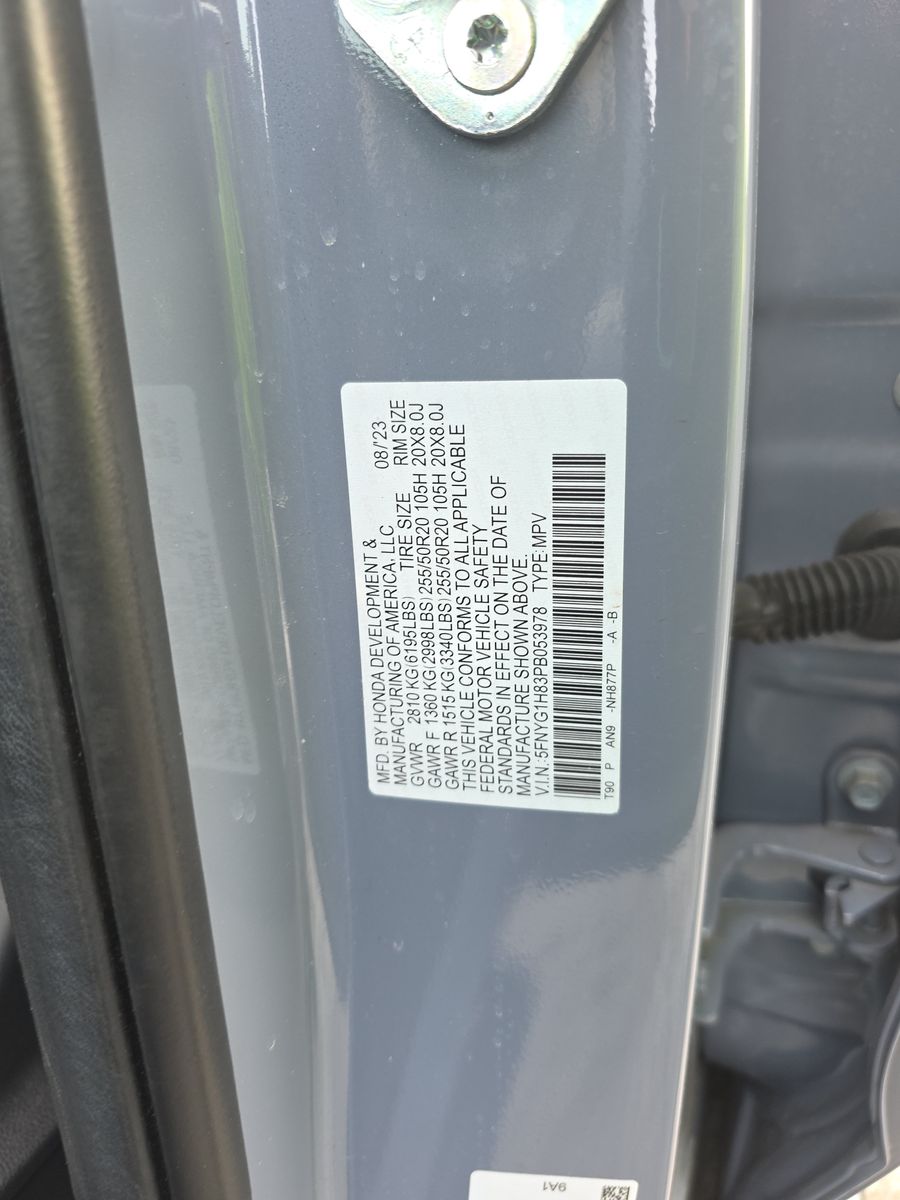 MFD. BY HONDA DEVELOPMENT &
MANUFACTURING OF AMERICA, LLC 08/'23
GVWR 2810 KG(6195LBS) TIRE SIZE RIM SIZE
GAWR F 1360 KG(2998LBS) 255/50R20 105H 20X8.0J
GAWR R 1515 KG(3340LBS) 255/50R20 105H 20X8.0J
THIS VEHICLE CONFORMS TO ALL APPLICABLE
FEDERAL MOTOR VEHICLE SAFETY
STANDARDS IN EFFECT ON THE DATE OF
MANUFACTURE SHOWN ABOVE.
V.I.N.:5FNYG1H83PB053978 TYPE: MPV
T90 P AN9 -NH877P -A -B
9A1